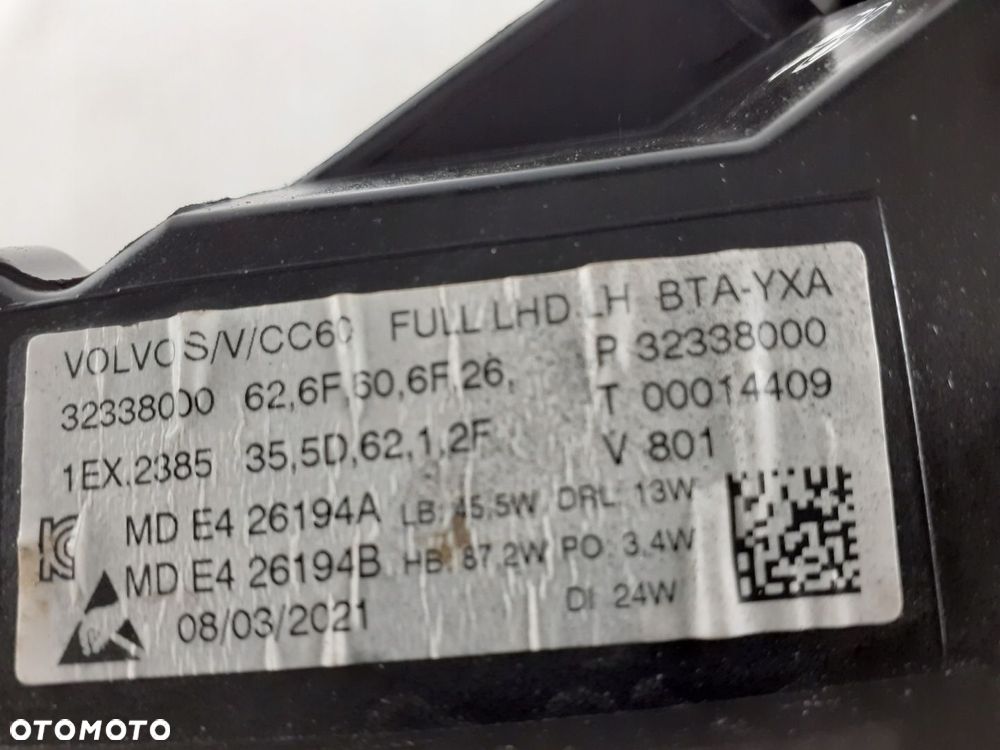 VOLVO S/V/CC60 FULL LHD LH BTA-YXA
32338000 62,6F,60,6F,26, P 32338000
T 00014409
1EX.2385 35,5D,62,1,2F V 801
MD E4 26194A LB: 45,5W DRL: 13W
MD E4 26194B HB: 87,2W PO: 3,4W
08/03/2021 DI 24W
OTOMOTO